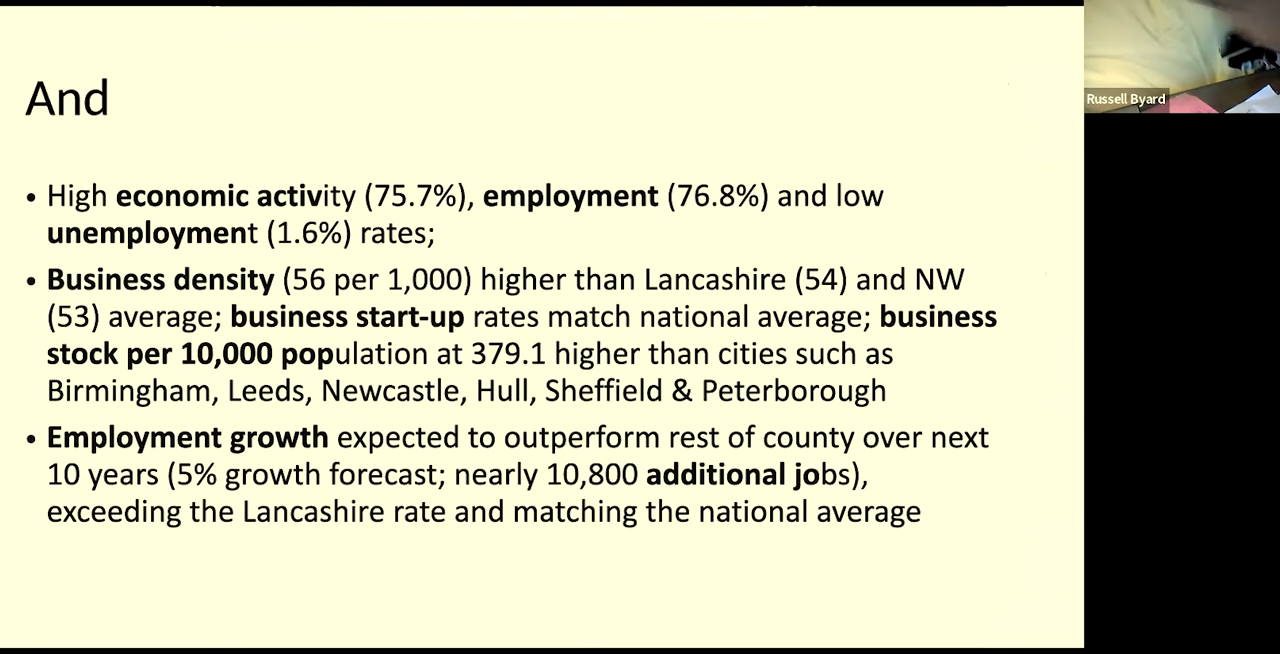 And
• High economic activity (75.7%), employment (76.8%) and low
unemployment (1.6%) rates;
• Business density (56 per 1,000) higher than Lancashire (54) and NW
(53) average; business start-up rates match national average; business
stock per 10,000 population at 379.1 higher than cities such as
Birmingham, Leeds, Newcastle, Hull, Sheffield & Peterborough
• Employment growth expected to outperform rest of county over next
10 years (5% growth forecast; nearly 10,800 additional jobs),
exceeding the Lancashire rate and matching the national average
Russell Byard